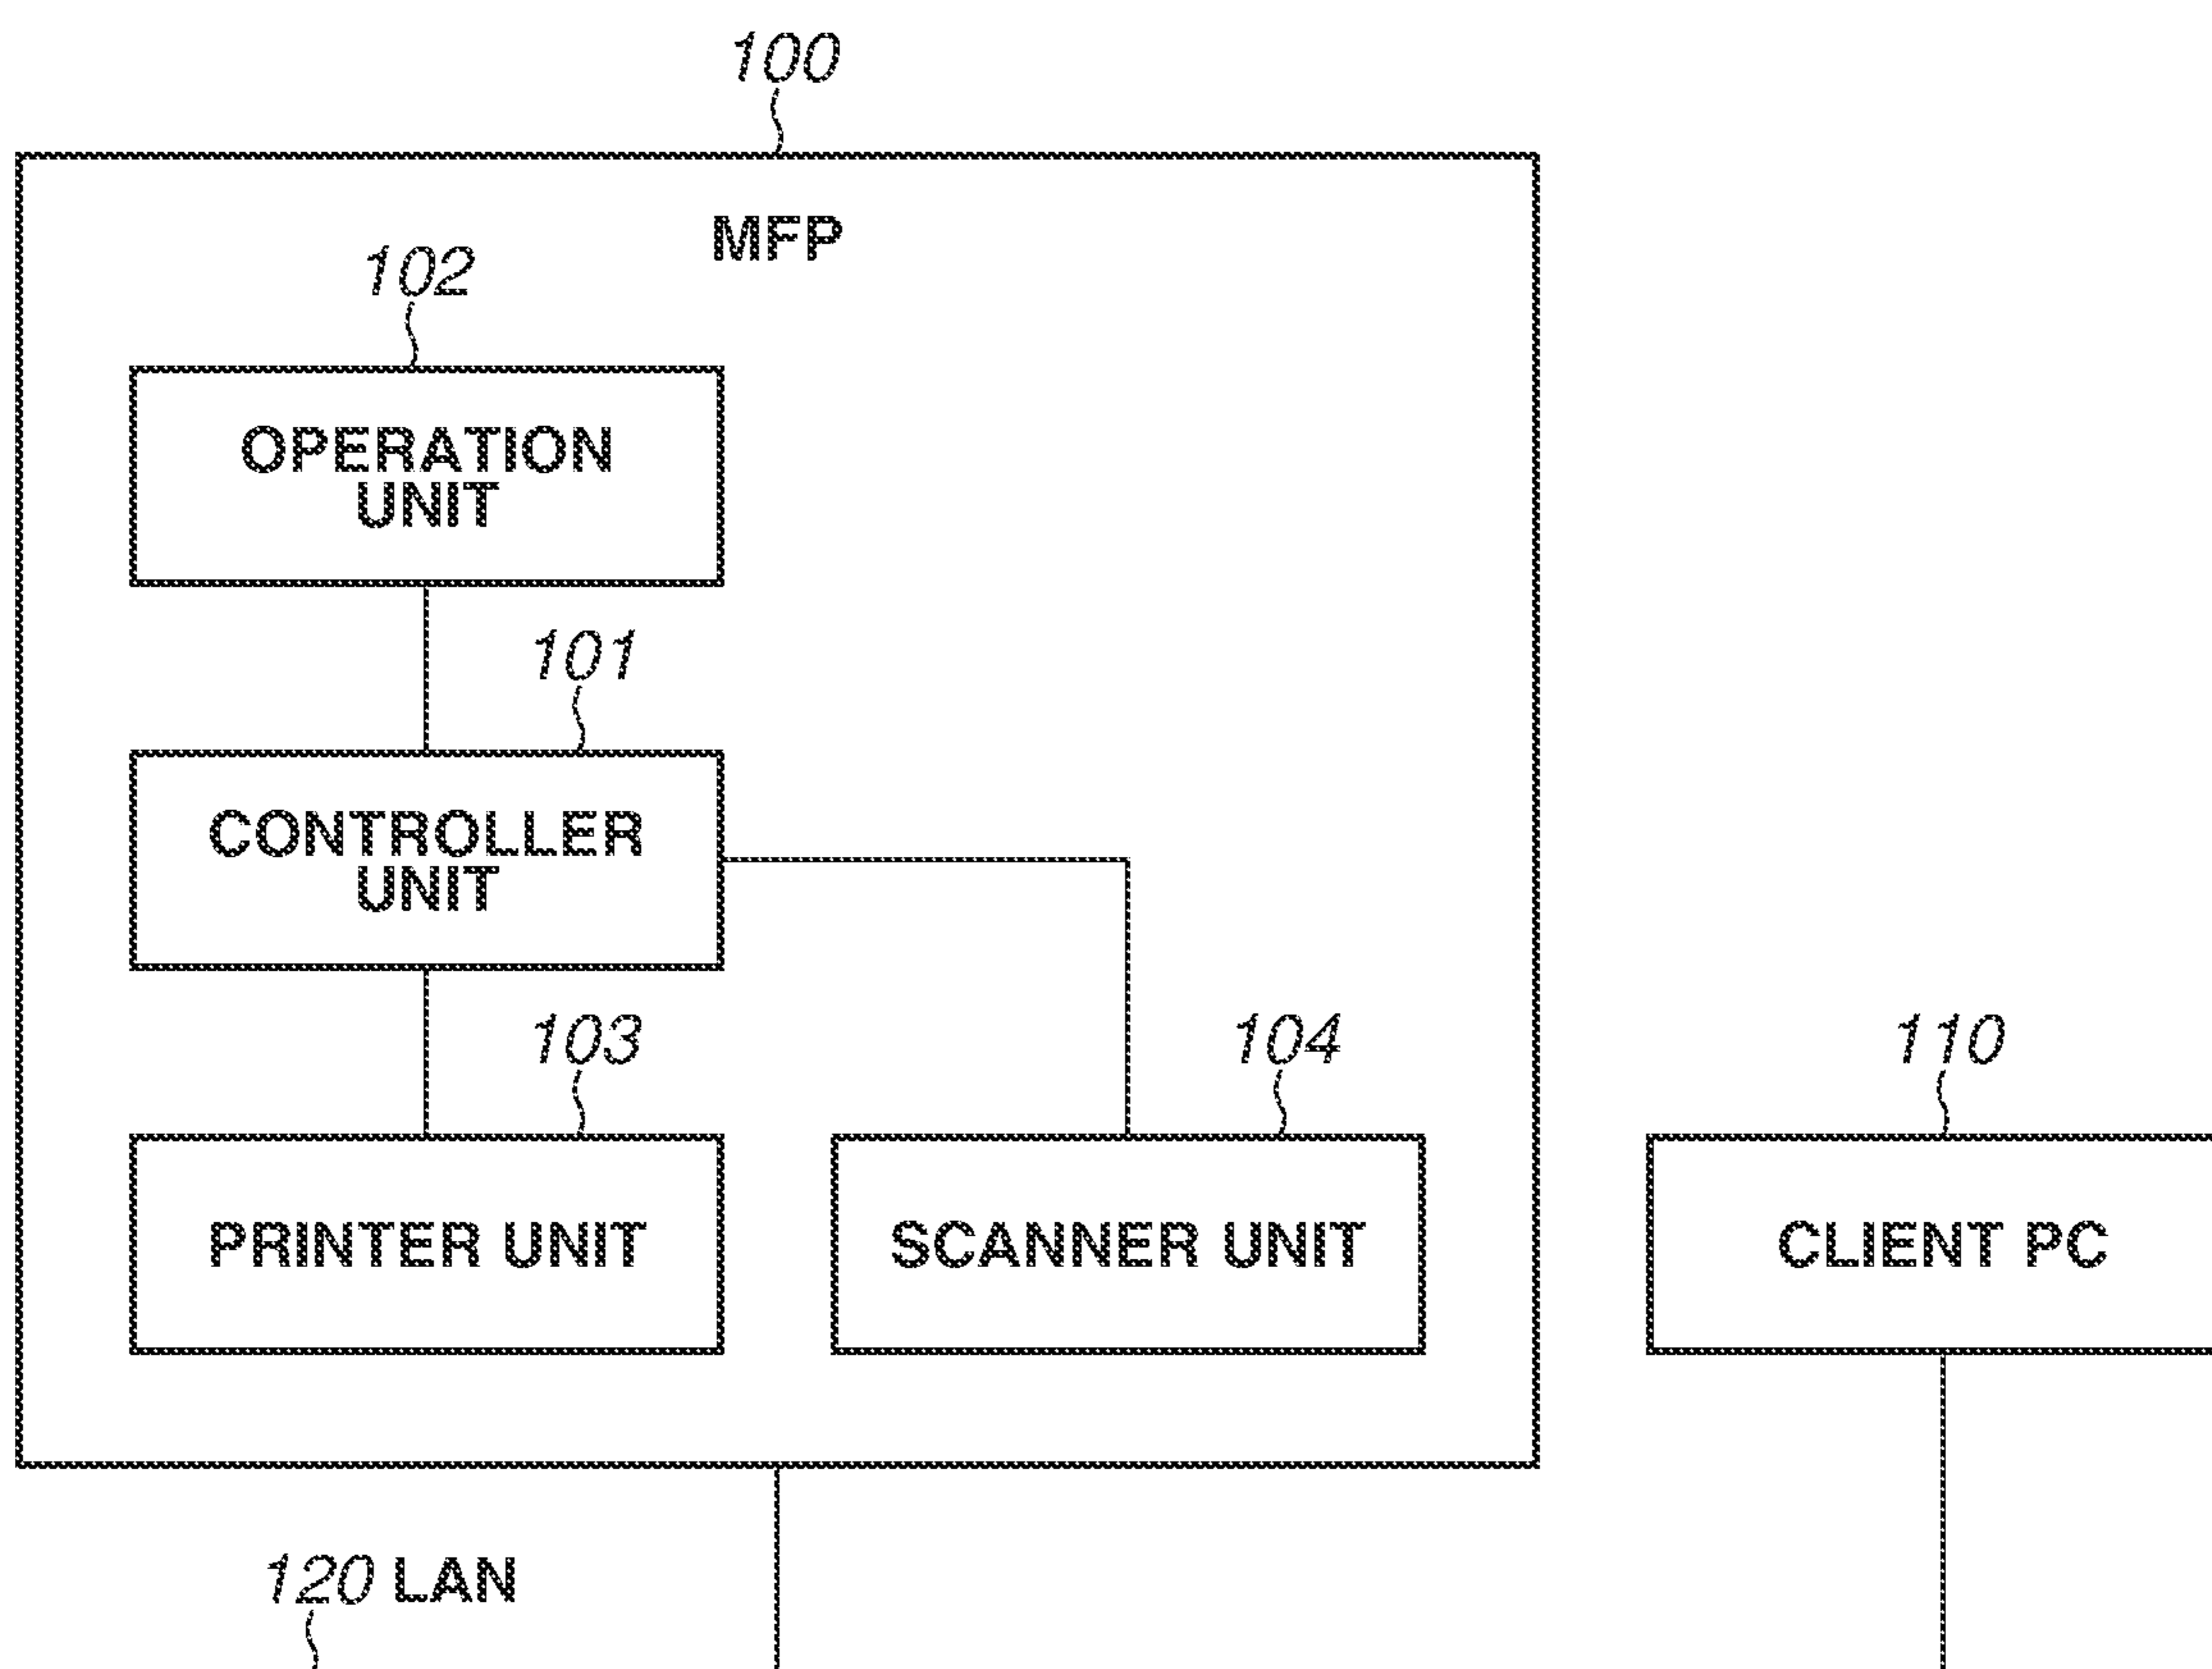 100
MFP
102
OPERATION
UNIT
101
CONTROLLER
UNIT
103
104
110
PRINTER UNIT
SCANNER UNIT
CLIENT PC
120 LAN